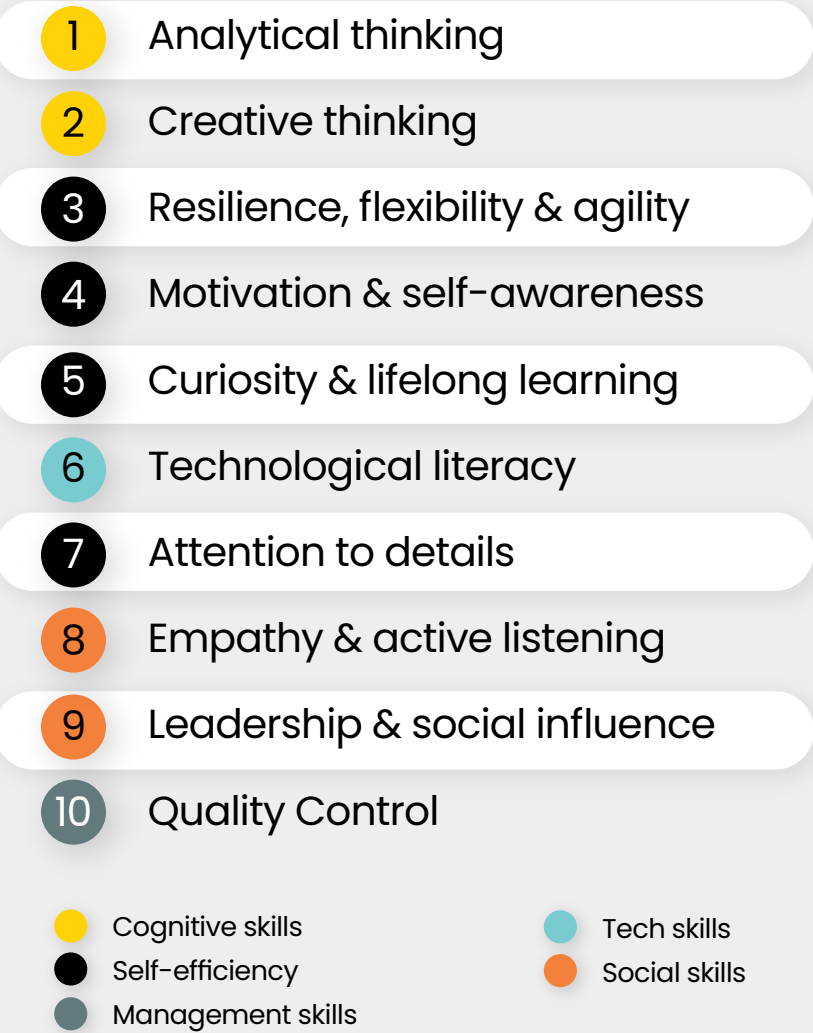 1 Analytical thinking
2 Creative thinking
3 Resilience, flexibility & agility
4 Motivation & self-awareness
5 Curiosity & lifelong learning
6 Technological literacy
7 Attention to details
8 Empathy & active listening
9 Leadership & social influence
10 Quality Control
Cognitive skills
Self-efficiency
Management skills
Tech skills
Social skills